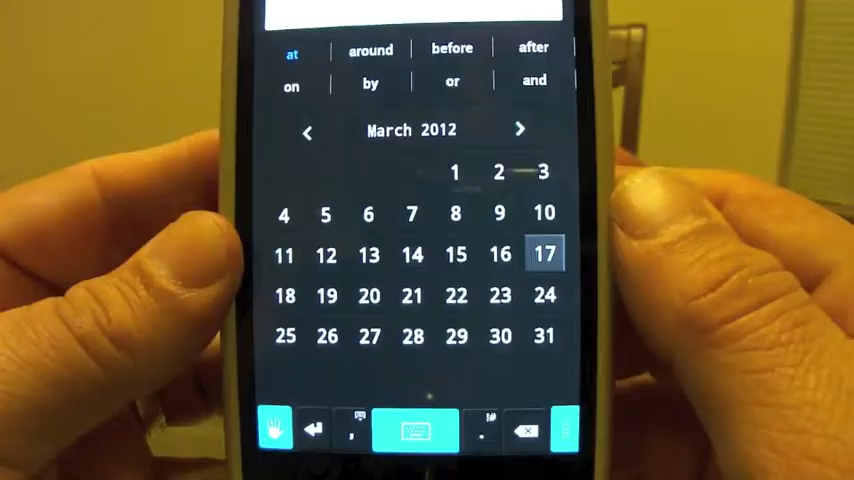 at around before after
on by or and
< March 2012 >
1 2 3
4 5 6 7 8 9 10
11 12 13 14 15 16 17
18 19 20 21 22 23 24
25 26 27 28 29 30 31
, . !#